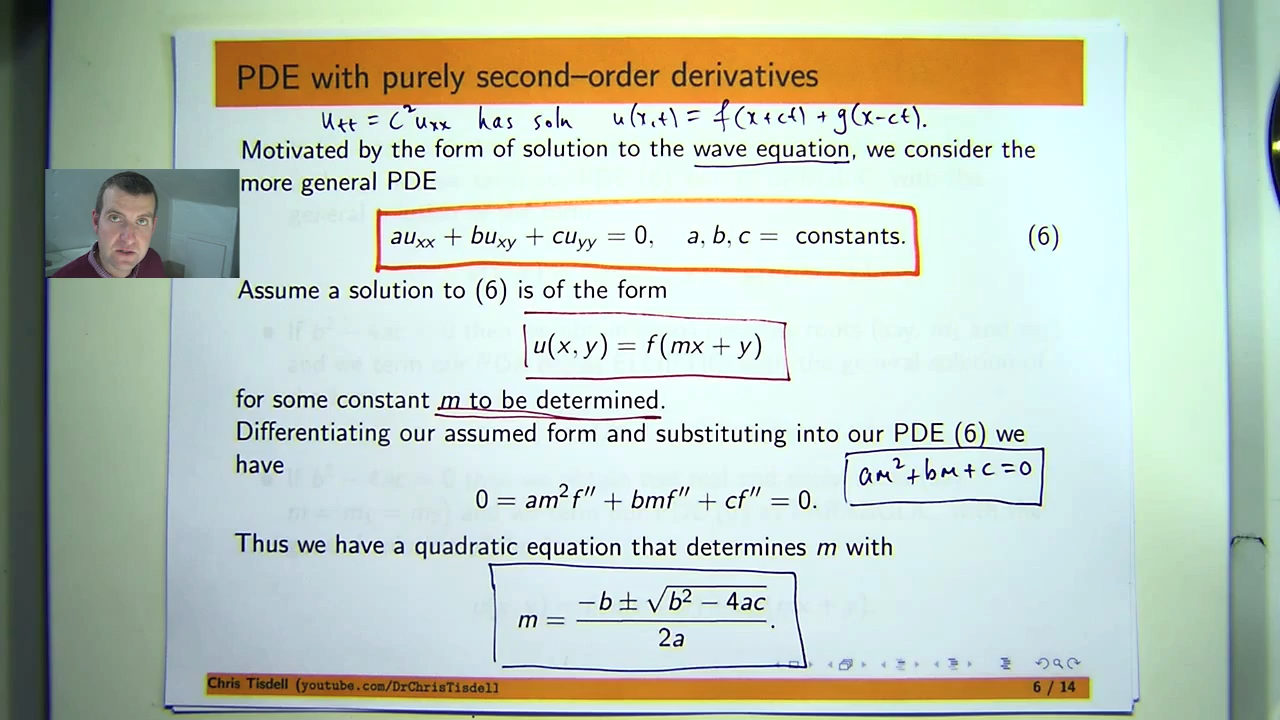 PDE with purely second–order derivatives
u_tt = c²u_xx has soln u(x,t) = f(x+ct) + g(x-ct).
Motivated by the form of solution to the wave equation, we consider the
more general PDE
au_xx + bu_xy + cu_yy = 0, a, b, c = constants. (6)
Assume a solution to (6) is of the form
u(x, y) = f(mx + y)
for some constant m to be determined.
Differentiating our assumed form and substituting into our PDE (6) we
have
am²+bm+c=0
0 = am²f″ + bmf″ + cf″ = 0.
Thus we have a quadratic equation that determines m with
m = (−b ± √(b² − 4ac)) / 2a.
Chris Tisdell (youtube.com/DrChrisTisdell 6 / 14